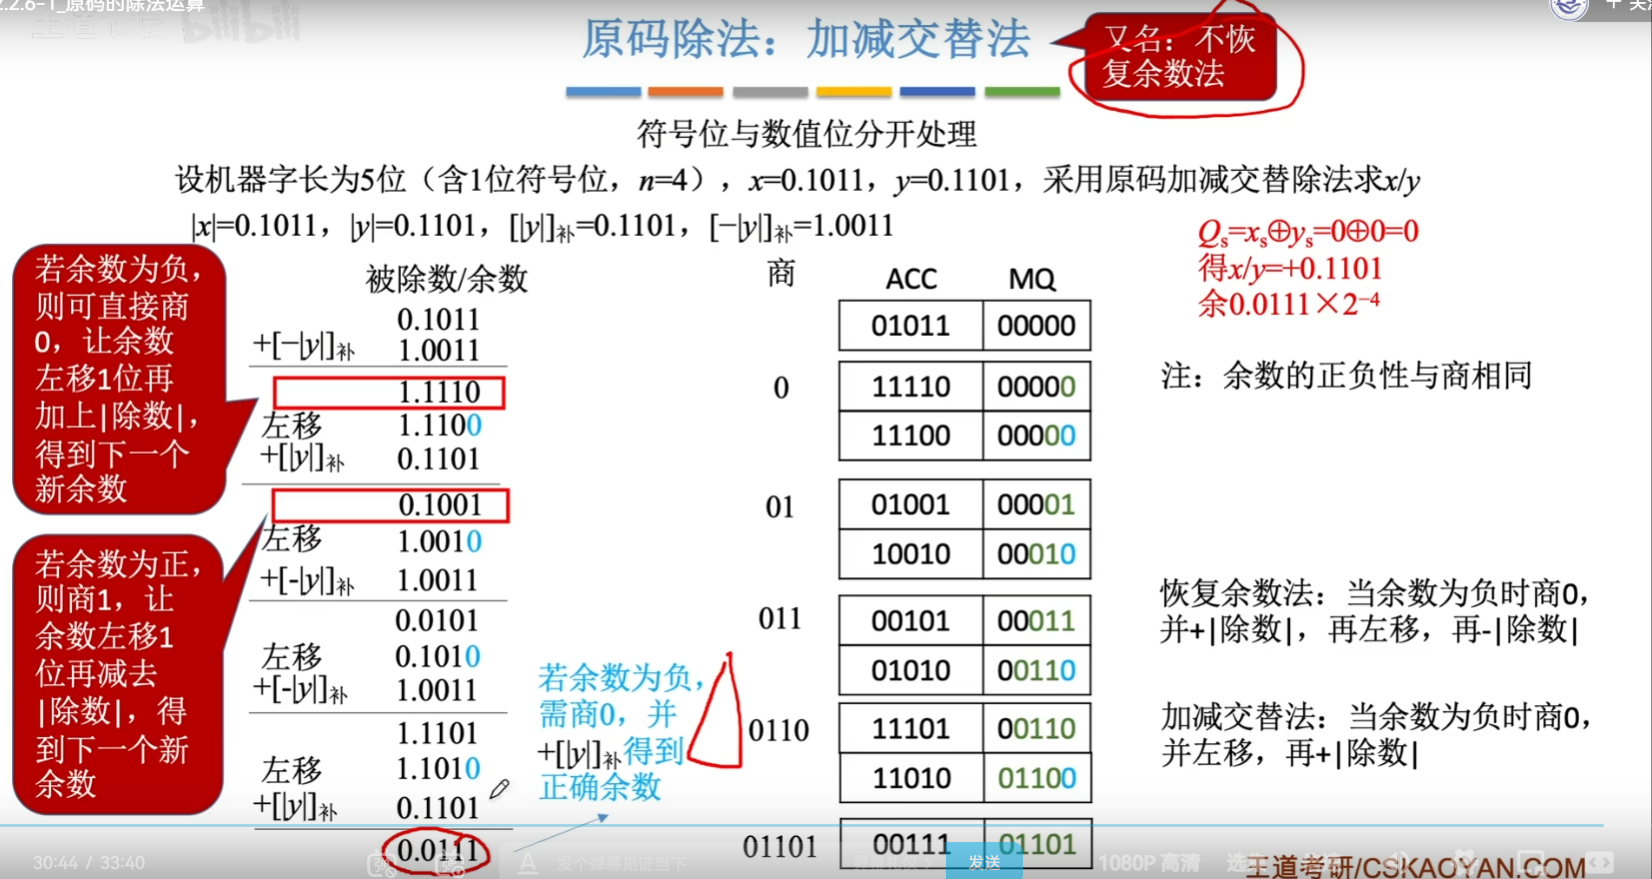 2.2.6-1_原码的除法运算
bilibili
十 关
原码除法：加减交替法
又名：不恢
复余数法
符号位与数值位分开处理
设机器字长为5位（含1位符号位，n=4），x=0.1011，y=0.1101，采用原码加减交替除法求x/y
|x|=0.1011，|y|=0.1101，[|y|]补=0.1101，[−|y|]补=1.0011
Qs=xs⊕ys=0⊕0=0
得x/y=+0.1101
余0.0111×2⁻⁴
注：余数的正负性与商相同
若余数为负，
则可直接商
0，让余数
左移1位再
加上|除数|，
得到下一个
新余数
若余数为正，
则商1，让
余数左移1
位再减去
|除数|，得
到下一个新
余数
被除数/余数 商 ACC MQ
0.1011 01011 00000
+[−|y|]补 1.0011
1.1110 0 11110 00000
左移 1.1100 11100 00000
+[|y|]补 0.1101
0.1001 01 01001 00001
左移 1.0010 10010 00010
+[-|y|]补 1.0011
0.0101 011 00101 00011
左移 0.1010 01010 00110
+[-|y|]补 1.0011
1.1101 0110 11101 00110
左移 1.1010 11010 01100
+[|y|]补 0.1101
0.0111 01101 00111 01101
若余数为负，
需商0，并
+[|y|]补得到
正确余数
恢复余数法：当余数为负时商0，
并+|除数|，再左移，再-|除数|
加减交替法：当余数为负时商0，
并左移，再+|除数|
30:44 / 33:40
发个弹幕见证当下
弹幕礼仪 >
发送
1080P 高清
王道考研/CSKAOYAN.COM